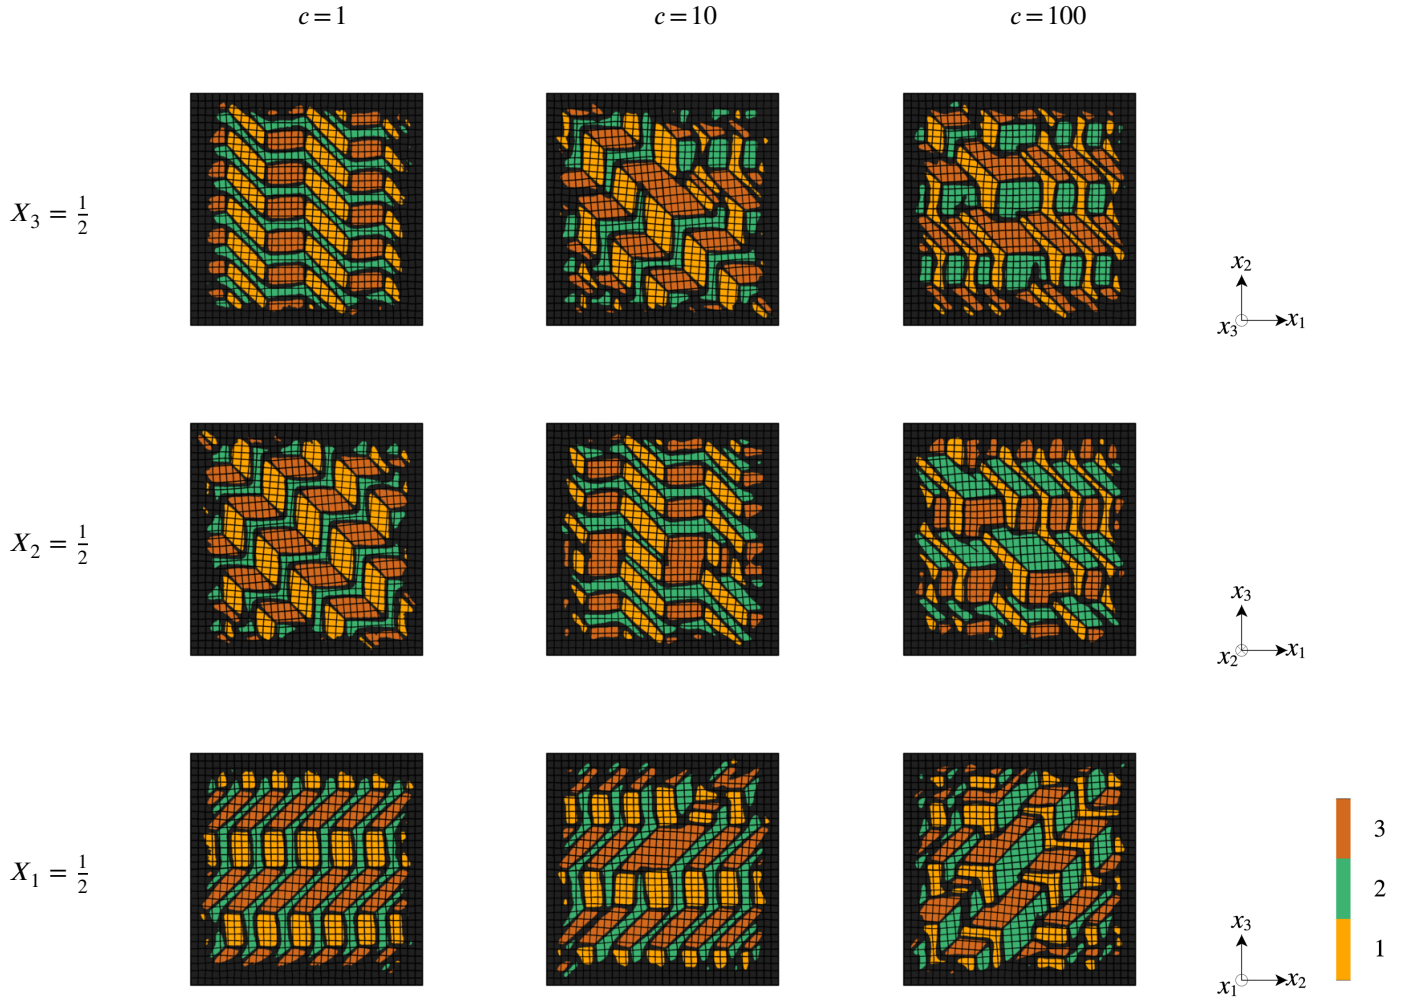 c = 1 c = 10 c = 100
X₃ = 1/2
x₂
x₃ x₁
X₂ = 1/2
x₃
x₂ x₁
3
X₁ = 1/2
2
x₃
1
x₁ x₂